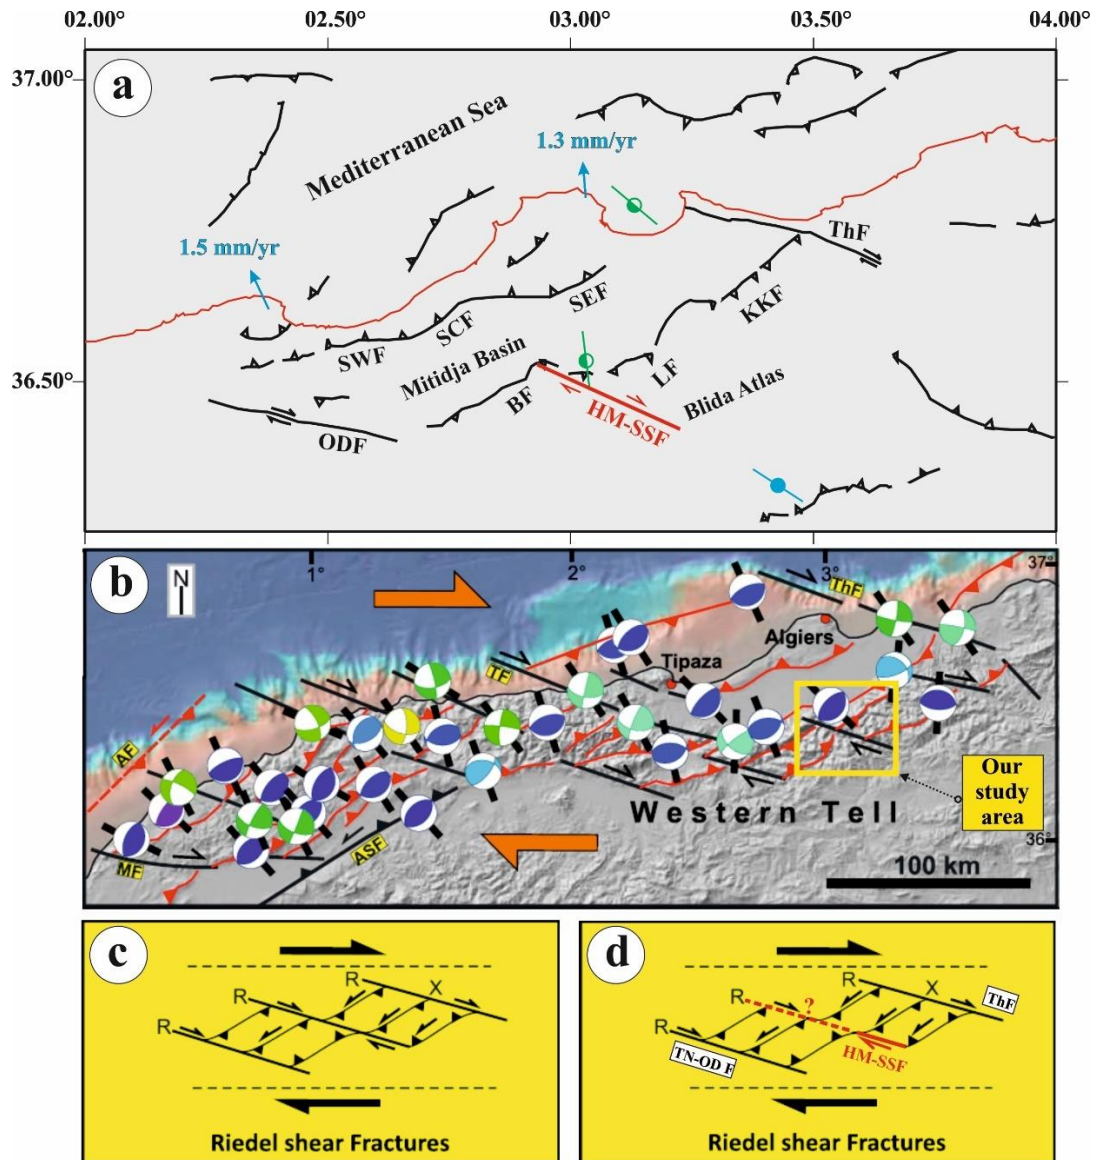 02.00°
02.50°
03.00°
03.50°
04.00°
37.00°
a
Mediterranean Sea
1.3 mm/yr
1.5 mm/yr
ThF
KKF
SEF
SCF
SWF
Mitidja Basin
LF
BF
Blida Atlas
36.50°
HM-SSF
ODF
b
N
1°
2°
3°
37°
ThF
Algiers
Tipaza
TF
AF
Our
study
area
Western Tell
36°
MF
ASF
100 km
c
R
X
R
Riedel shear Fractures
d
R
X
?
ThF
R
TN-OD F
HM-SSF
Riedel shear Fractures